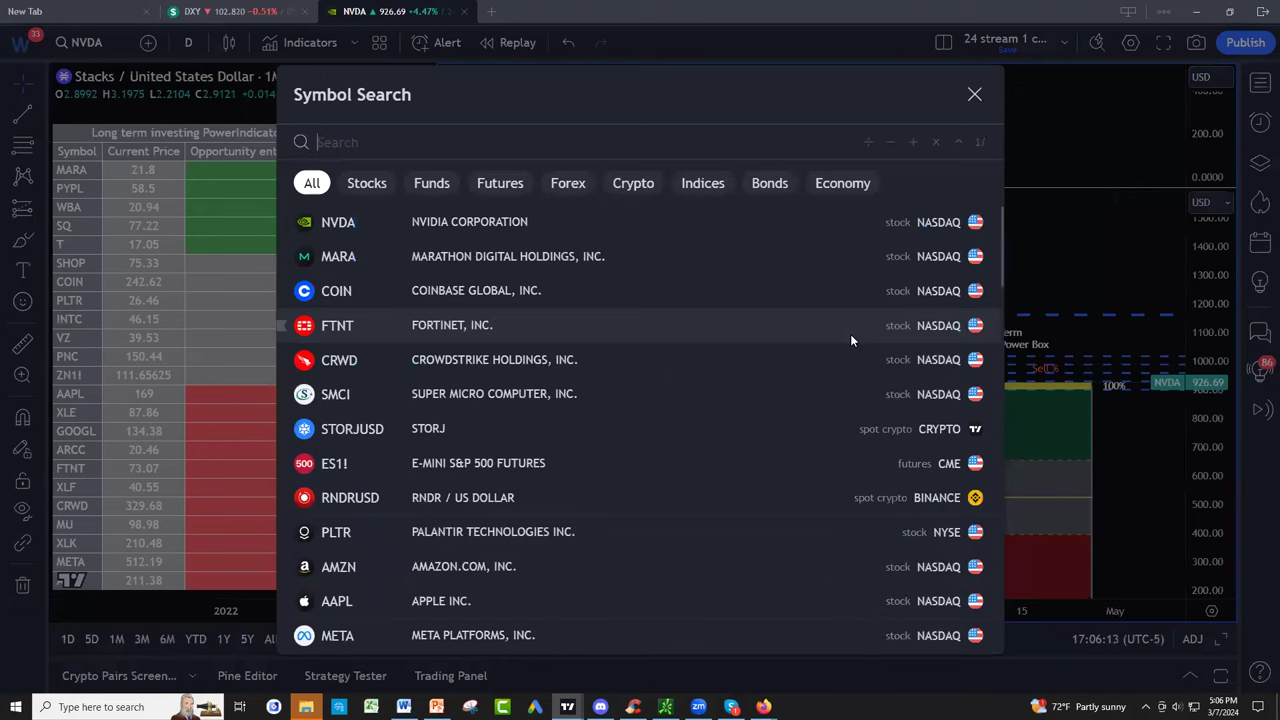 New Tab
DXY ▼ 102.820 −0.51%
NVDA ▲ 926.69 +4.47%
33
NVDA
D
Indicators
Alert
Replay
24 stream 1 c...
Save
Publish
Stacks / United States Dollar · 1M
O2.8992 H3.1975 L2.2104 C2.9121 +0.014
USD
Long term investing PowerIndicat
Symbol Current Price Opportunity ent
MARA 21.8
PYPL 58.5
WBA 20.94
SQ 77.22
T 17.05
SHOP 75.33
COIN 242.62
PLTR 26.46
INTC 46.15
VZ 39.53
PNC 150.44
ZN1! 111.65625
AAPL 169
XLE 87.86
GOOGL 134.38
ARCC 20.46
FTNT 73.07
XLF 40.55
CRWD 329.68
MU 98.98
XLK 210.48
META 512.19
211.38
2022
Symbol Search
Search
1/
All Stocks Funds Futures Forex Crypto Indices Bonds Economy
NVDA NVIDIA CORPORATION stock NASDAQ
MARA MARATHON DIGITAL HOLDINGS, INC. stock NASDAQ
COIN COINBASE GLOBAL, INC. stock NASDAQ
FTNT FORTINET, INC. stock NASDAQ
CRWD CROWDSTRIKE HOLDINGS, INC. stock NASDAQ
SMCI SUPER MICRO COMPUTER, INC. stock NASDAQ
STORJUSD STORJ spot crypto CRYPTO
500 ES1! E-MINI S&P 500 FUTURES futures CME
RNDRUSD RNDR / US DOLLAR spot crypto BINANCE
PLTR PALANTIR TECHNOLOGIES INC. stock NYSE
AMZN AMAZON.COM, INC. stock NASDAQ
AAPL APPLE INC. stock NASDAQ
META META PLATFORMS, INC. stock NASDAQ
200.00
0.0000
USD
1400.00
1200.00
1100.00
erm
Power Box
1000.00
Sell %
100%
NVDA 926.69
800.00
700.00
600.00
500.00
400.00
300.00
200.00
15 May
86
1D 5D 1M 3M 6M YTD 1Y 5Y
17:06:13 (UTC-5) ADJ
Crypto Pairs Screen... Pine Editor Strategy Tester Trading Panel
Type here to search
72°F Partly sunny
5:06 PM
3/7/2024